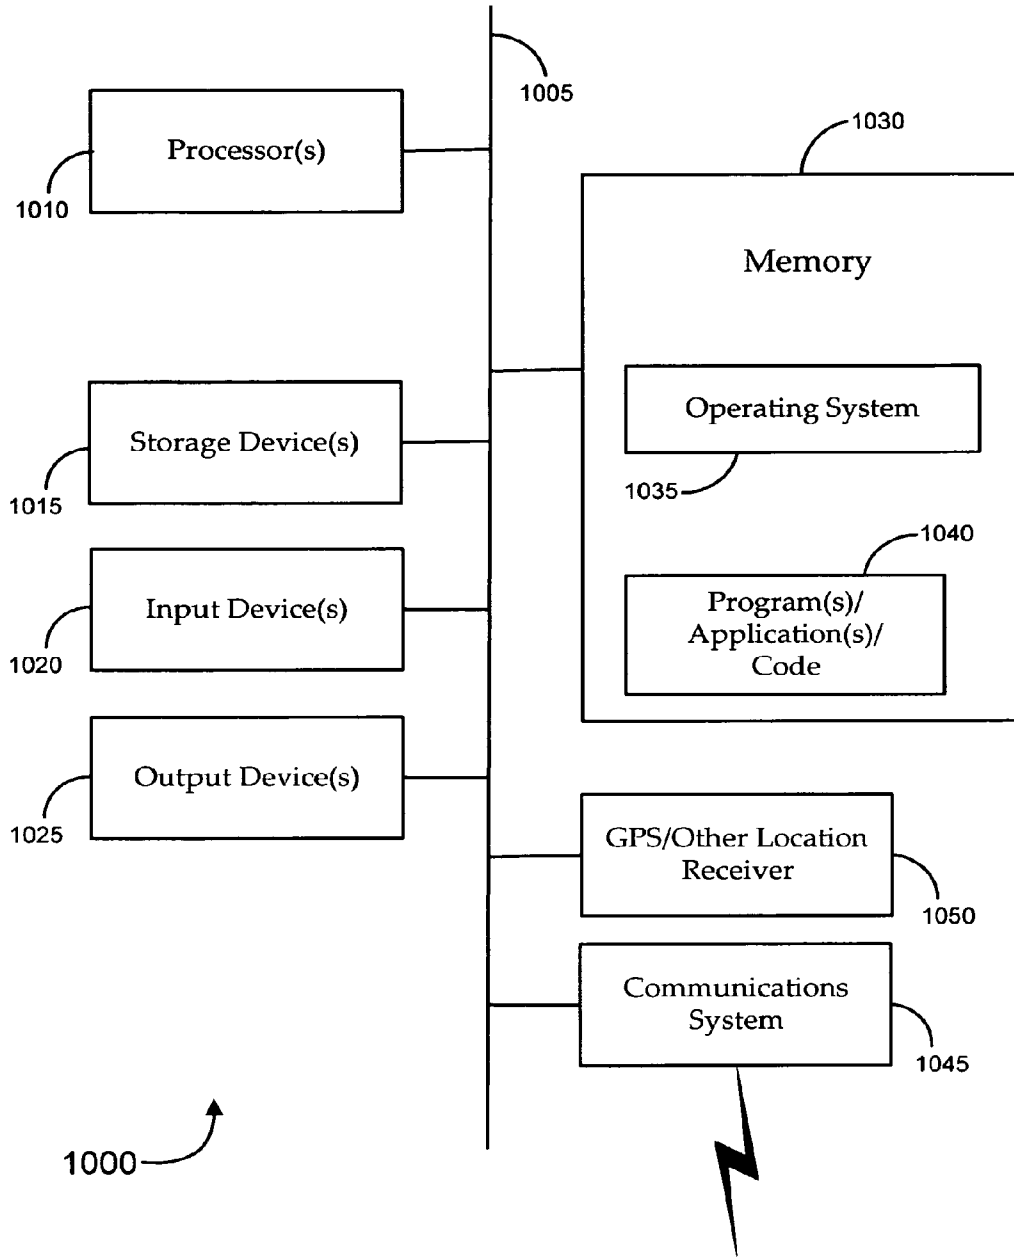 1005
Processor(s)
1010
1030
Memory
Operating System
1035
Storage Device(s)
1015
1040
Program(s)/
Application(s)/
Code
Input Device(s)
1020
Output Device(s)
1025
GPS/Other Location
Receiver
1050
Communications
System
1045
1000